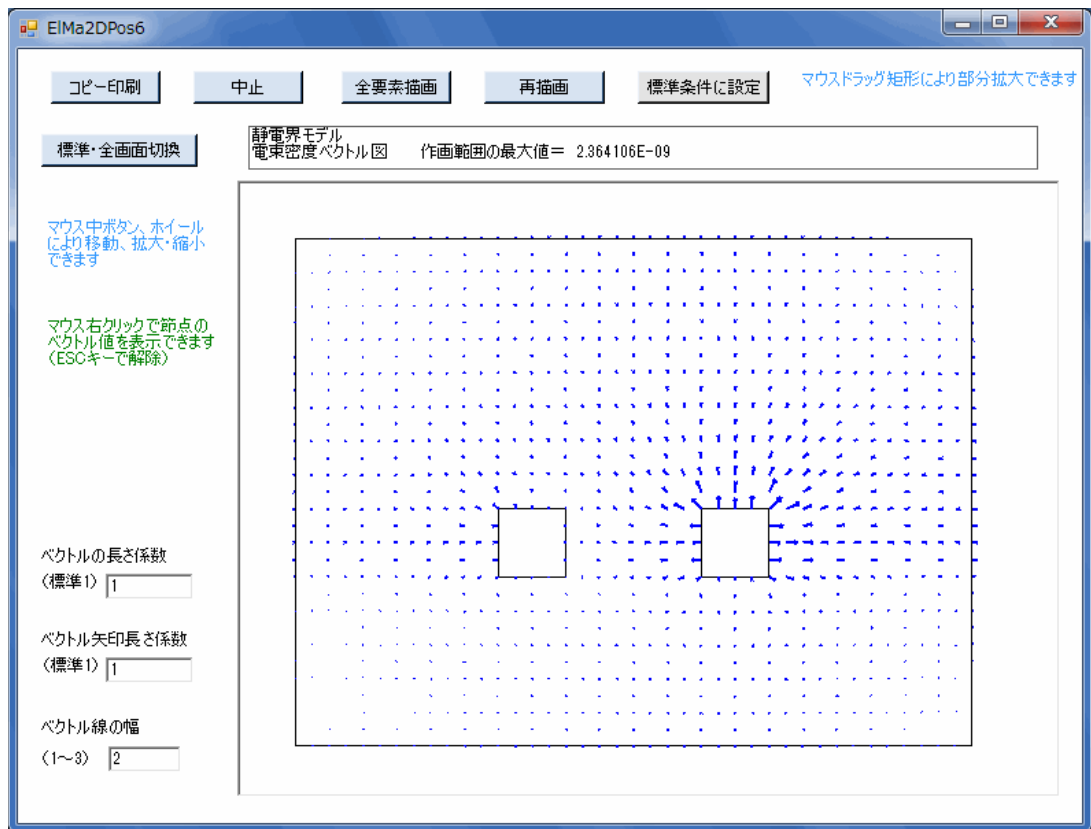 ElMa2DPos6
コピー印刷
中止
全要素描画
再描画
標準条件に設定
マウスドラッグ矩形により部分拡大できます
標準・全画面切換
静電界モデル
電束密度ベクトル図 作画範囲の最大値＝ 2.364106E-09
マウス中ボタン、ホイール
により移動、拡大・縮小
できます
マウス右クリックで節点の
ベクトル値を表示できます
(ESCキーで解除)
ベクトルの長さ係数
(標準1) 1
ベクトル矢印長さ係数
(標準1) 1
ベクトル線の幅
(1～3) 2